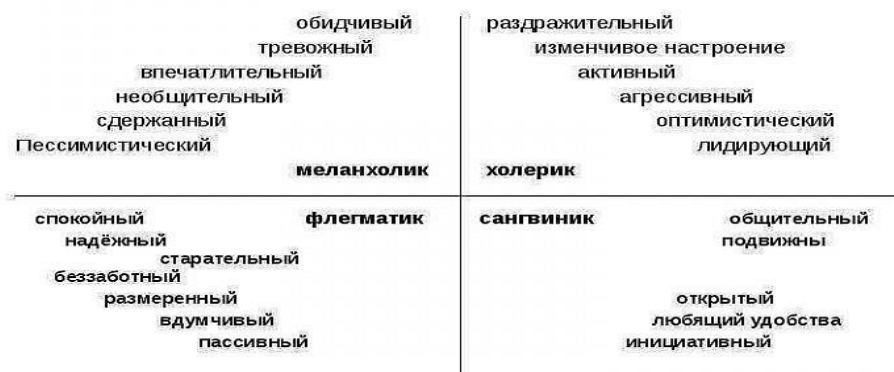 обидчивый
тревожный
впечатлительный
необщительный
сдержанный
Пессимистический
меланхолик
раздражительный
изменчивое настроение
активный
агрессивный
оптимистический
лидирующий
холерик
спокойный
флегматик
надёжный
старательный
беззаботный
размеренный
вдумчивый
пассивный
сангвиник
общительный
подвижны
открытый
любящий удобства
инициативный